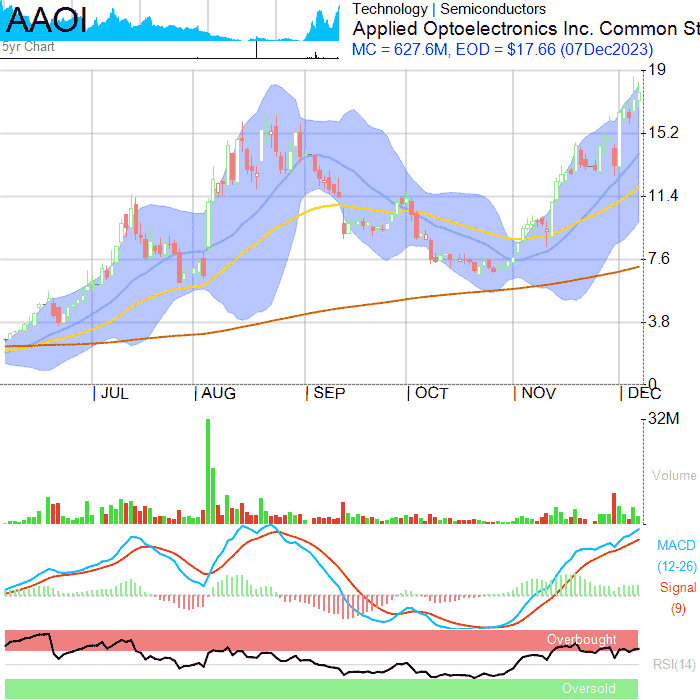 AAOI
5yr Chart
Technology | Semiconductors
Applied Optoelectronics Inc. Common St
MC = 627.6M, EOD = $17.66 (07Dec2023)
19
15.2
11.4
7.6
3.8
0
| JUL | AUG | SEP | OCT | NOV | DEC
32M
Volume
MACD
(12-26)
Signal
(9)
Overbought
RSI(14)
Oversold